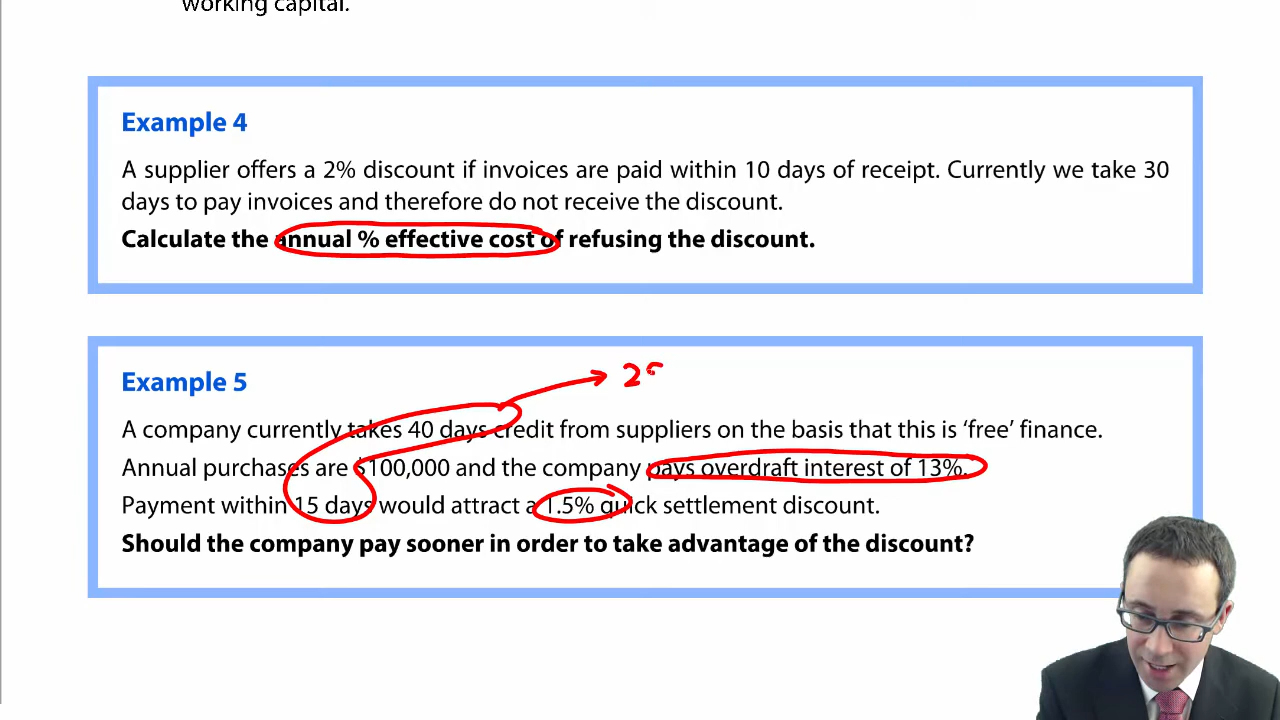 working capital.
Example 4
A supplier offers a 2% discount if invoices are paid within 10 days of receipt. Currently we take 30
days to pay invoices and therefore do not receive the discount.
Calculate the annual % effective cost of refusing the discount.
Example 5
2
A company currently takes 40 days credit from suppliers on the basis that this is ‘free’ finance.
Annual purchases are $100,000 and the company pays overdraft interest of 13%.
Payment within 15 days would attract a 1.5% quick settlement discount.
Should the company pay sooner in order to take advantage of the discount?